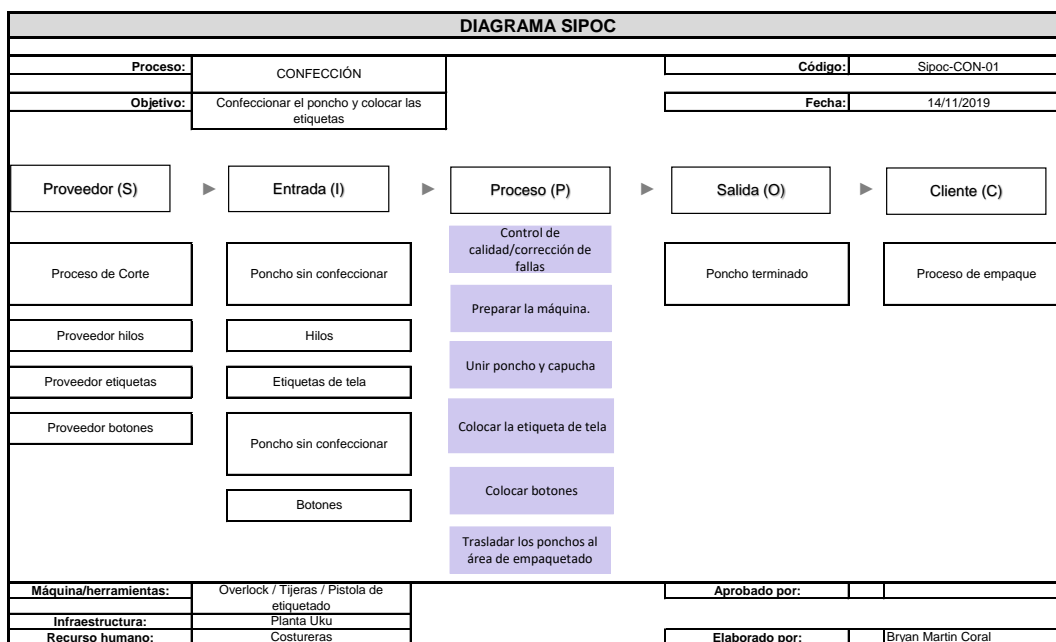 DIAGRAMA SIPOC
Proceso:
CONFECCIÓN
Código:
Sipoc-CON-01
Objetivo:
Confeccionar el poncho y colocar las
etiquetas
Fecha:
14/11/2019
Proveedor (S)
Entrada (I)
Proceso (P)
Salida (O)
Cliente (C)
Proceso de Corte
Proveedor hilos
Proveedor etiquetas
Proveedor botones
Poncho sin confeccionar
Hilos
Etiquetas de tela
Poncho sin confeccionar
Botones
Control de
calidad/corrección de
fallas
Preparar la máquina.
Unir poncho y capucha
Colocar la etiqueta de tela
Colocar botones
Trasladar los ponchos al
área de empaquetado
Poncho terminado
Proceso de empaque
Máquina/herramientas:
Overlock / Tijeras / Pistola de
etiquetado
Infraestructura:
Planta Uku
Recurso humano:
Costureras
Aprobado por:
Elaborado por:
Bryan Martin Coral